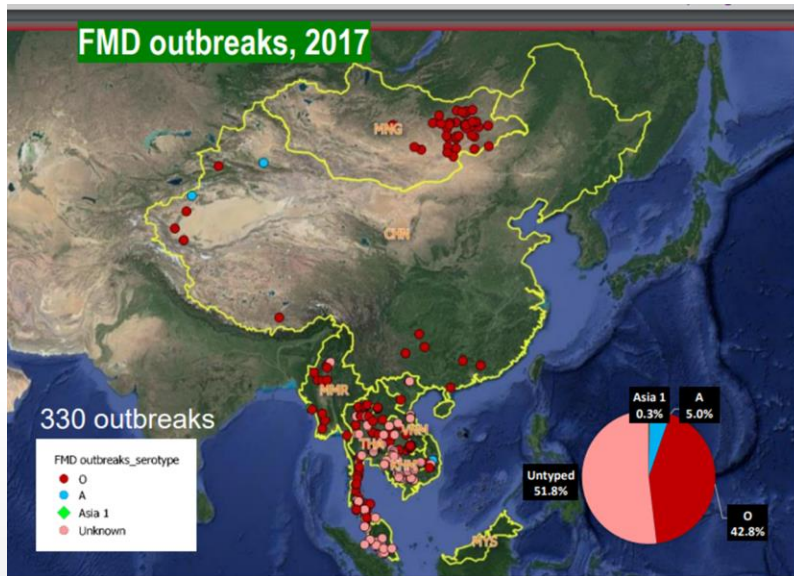 FMD outbreaks, 2017
MNG
CHN
MMR
VNM
THA
KHM
MYS
330 outbreaks
FMD outbreaks_serotype
O
A
Asia 1
Unknown
Asia 1
0.3%
A
5.0%
Untyped
51.8%
O
42.8%